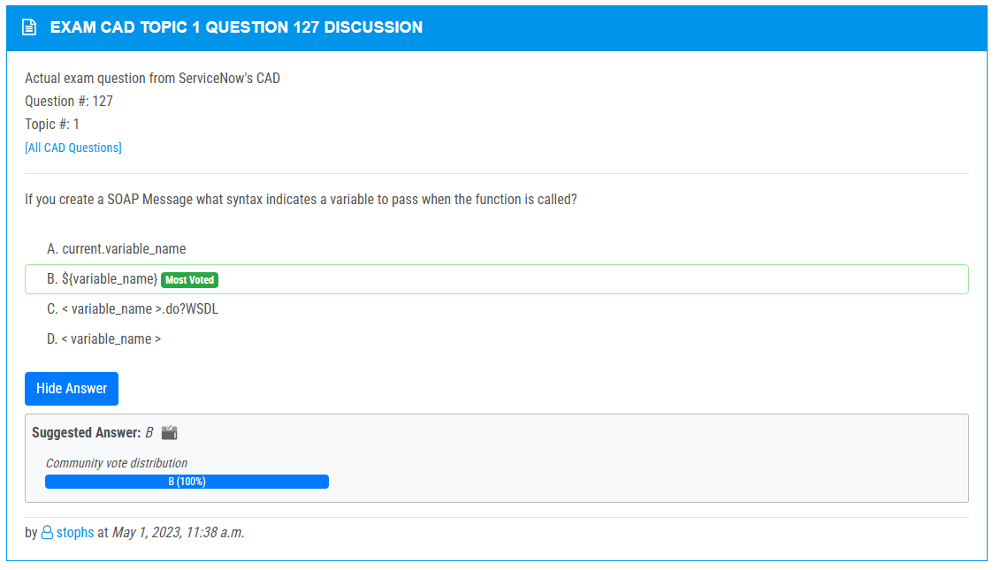 EXAM CAD TOPIC 1 QUESTION 127 DISCUSSION
Actual exam question from ServiceNow's CAD
Question #: 127
Topic #: 1
[All CAD Questions]
If you create a SOAP Message what syntax indicates a variable to pass when the function is called?
A. current.variable_name
B. ${variable_name} Most Voted
C. < variable_name >.do?WSDL
D. < variable_name >
Hide Answer
Suggested Answer: B
Community vote distribution
B (100%)
by stophs at May 1, 2023, 11:38 a.m.